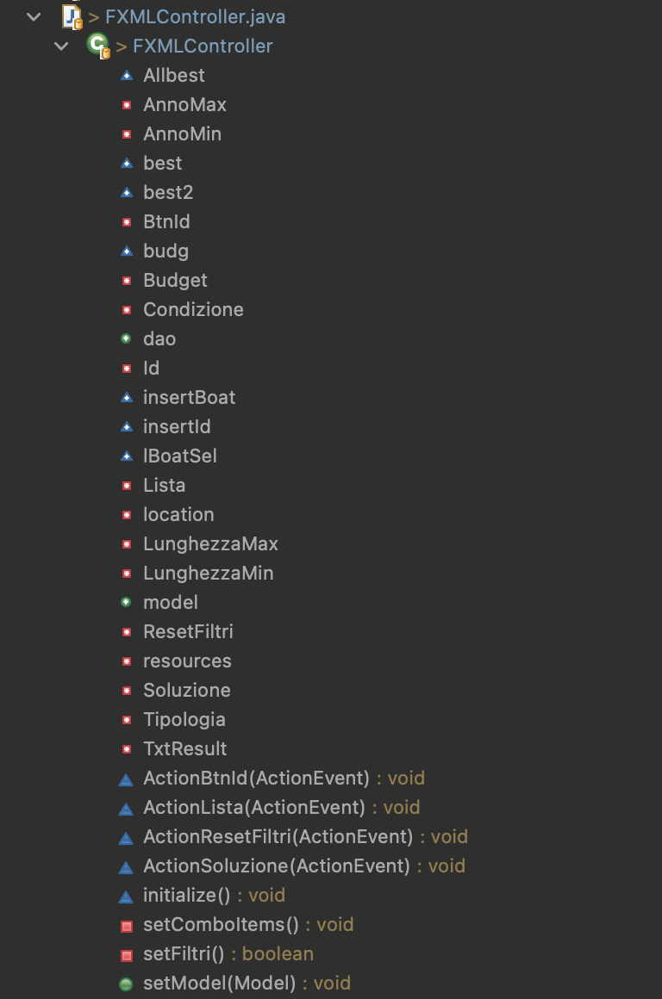 > FXMLController.java
> FXMLController
Allbest
AnnoMax
AnnoMin
best
best2
BtnId
budg
Budget
Condizione
dao
Id
insertBoat
insertId
lBoatSel
Lista
location
LunghezzaMax
LunghezzaMin
model
ResetFiltri
resources
Soluzione
Tipologia
TxtResult
ActionBtnId(ActionEvent) : void
ActionLista(ActionEvent) : void
ActionResetFiltri(ActionEvent) : void
ActionSoluzione(ActionEvent) : void
initialize() : void
setComboItems() : void
setFiltri() : boolean
setModel(Model) : void